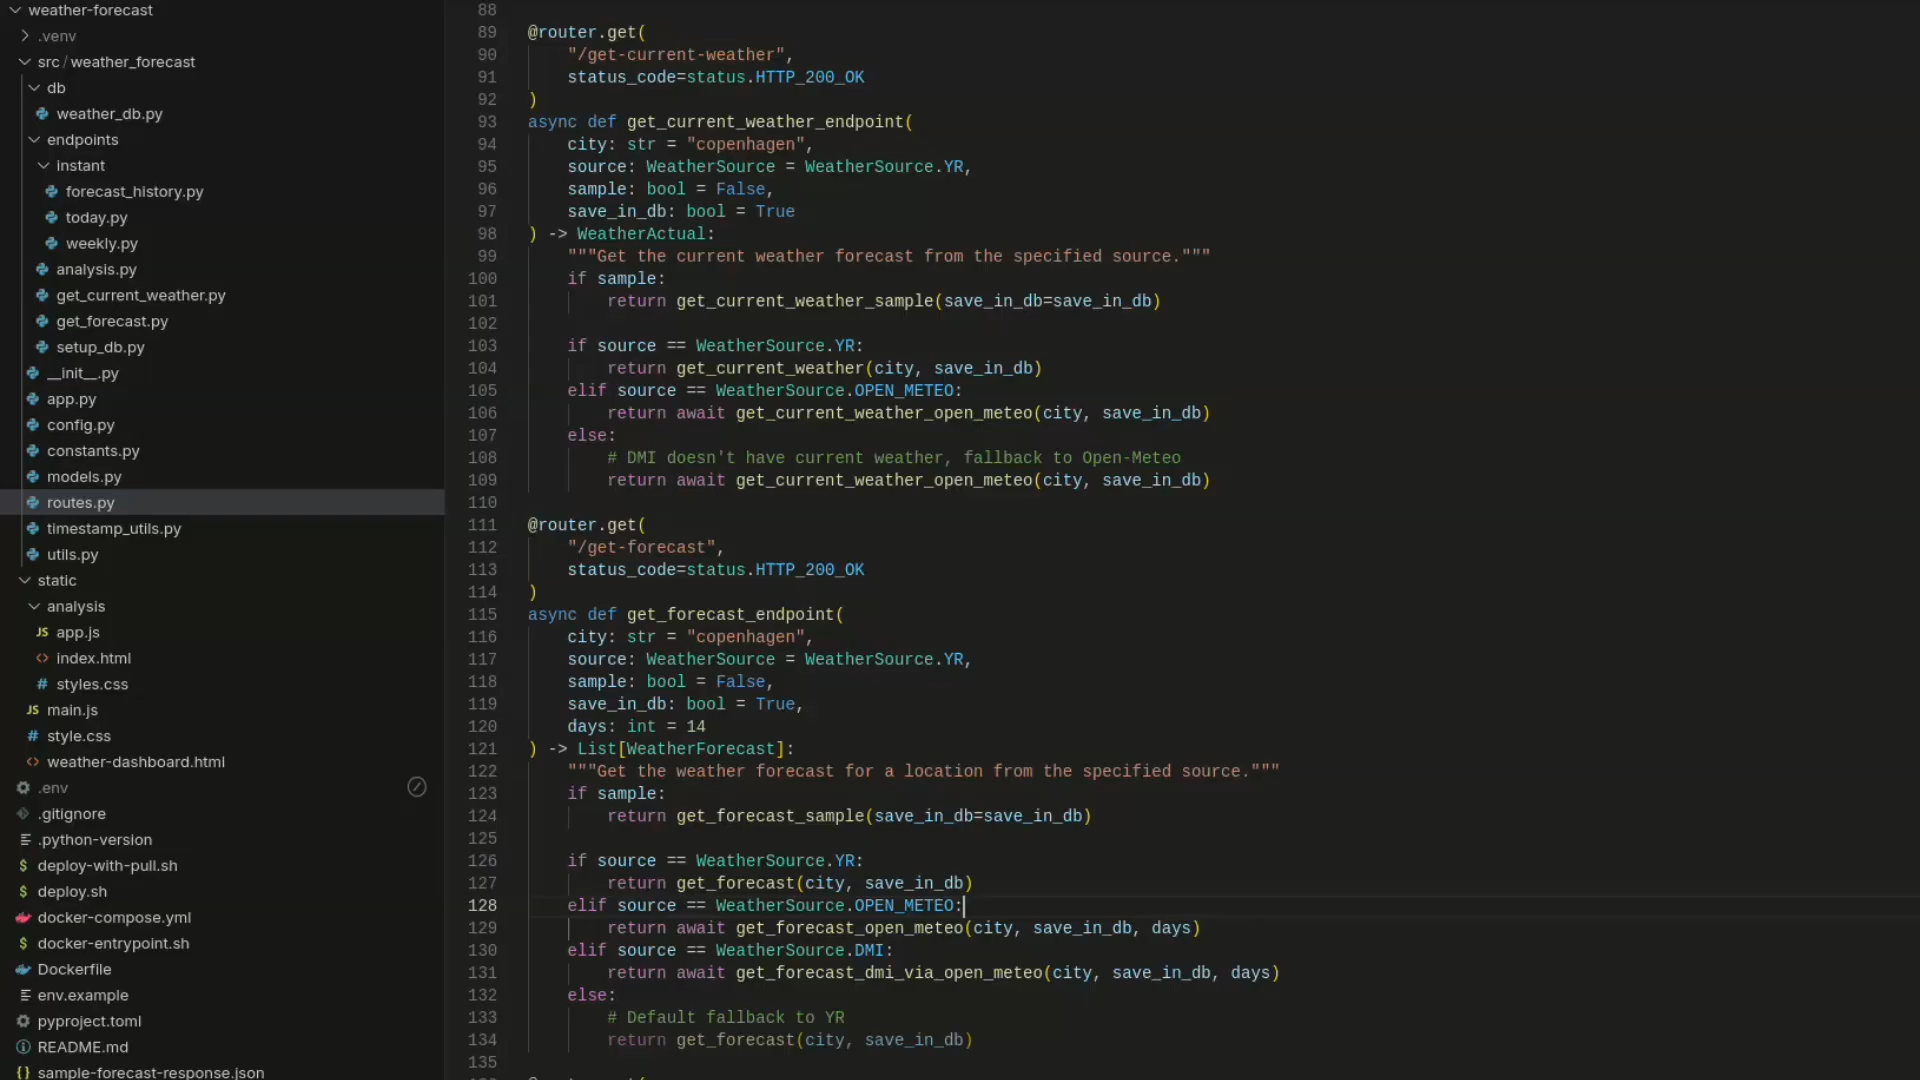 weather-forecast
.venv
src / weather_forecast
db
weather_db.py
endpoints
instant
forecast_history.py
today.py
weekly.py
analysis.py
get_current_weather.py
get_forecast.py
setup_db.py
__init__.py
app.py
config.py
constants.py
models.py
routes.py
timestamp_utils.py
utils.py
static
analysis
JS app.js
<> index.html
# styles.css
JS main.js
# style.css
<> weather-dashboard.html
.env
.gitignore
.python-version
$ deploy-with-pull.sh
$ deploy.sh
docker-compose.yml
$ docker-entrypoint.sh
Dockerfile
env.example
pyproject.toml
README.md
{} sample-forecast-response.json
88
89 @router.get(
90     "/get-current-weather",
91     status_code=status.HTTP_200_OK
92 )
93 async def get_current_weather_endpoint(
94     city: str = "copenhagen",
95     source: WeatherSource = WeatherSource.YR,
96     sample: bool = False,
97     save_in_db: bool = True
98 ) -> WeatherActual:
99     """Get the current weather forecast from the specified source."""
100     if sample:
101         return get_current_weather_sample(save_in_db=save_in_db)
102
103     if source == WeatherSource.YR:
104         return get_current_weather(city, save_in_db)
105     elif source == WeatherSource.OPEN_METEO:
106         return await get_current_weather_open_meteo(city, save_in_db)
107     else:
108         # DMI doesn't have current weather, fallback to Open-Meteo
109         return await get_current_weather_open_meteo(city, save_in_db)
110
111 @router.get(
112     "/get-forecast",
113     status_code=status.HTTP_200_OK
114 )
115 async def get_forecast_endpoint(
116     city: str = "copenhagen",
117     source: WeatherSource = WeatherSource.YR,
118     sample: bool = False,
119     save_in_db: bool = True,
120     days: int = 14
121 ) -> List[WeatherForecast]:
122     """Get the weather forecast for a location from the specified source."""
123     if sample:
124         return get_forecast_sample(save_in_db=save_in_db)
125
126     if source == WeatherSource.YR:
127         return get_forecast(city, save_in_db)
128     elif source == WeatherSource.OPEN_METEO:
129         return await get_forecast_open_meteo(city, save_in_db, days)
130     elif source == WeatherSource.DMI:
131         return await get_forecast_dmi_via_open_meteo(city, save_in_db, days)
132     else:
133         # Default fallback to YR
134         return get_forecast(city, save_in_db)
135